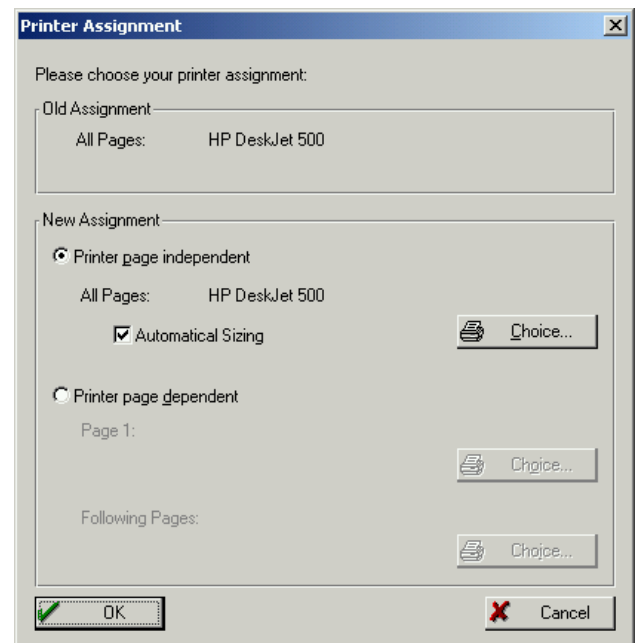 Printer Assignment
Please choose your printer assignment:
Old Assignment
All Pages: HP DeskJet 500
New Assignment
Printer page independent
All Pages: HP DeskJet 500
Automatical Sizing
Choice...
Printer page dependent
Page 1:
Choice...
Following Pages:
Choice...
OK Cancel